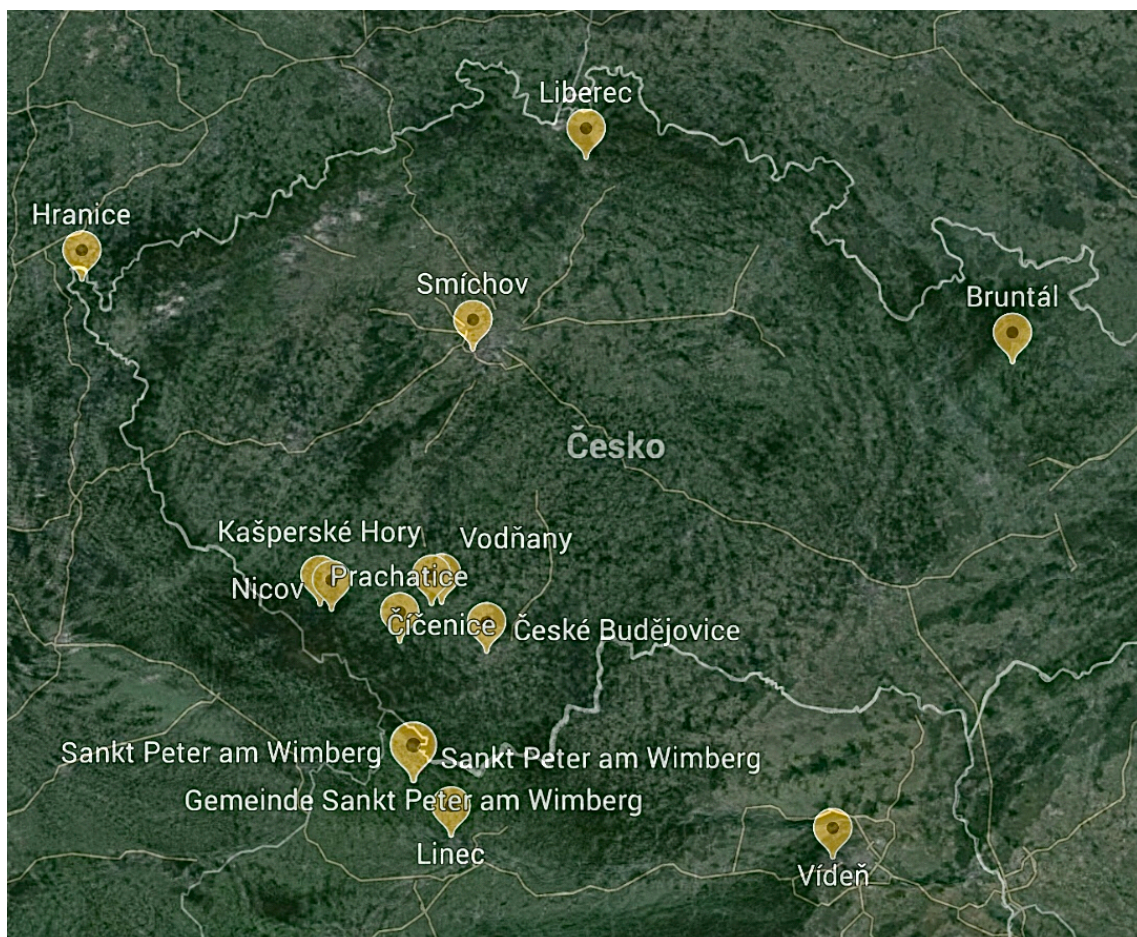 Liberec
Hranice
Smíchov
Bruntál
Česko
Kašperské Hory
Vodňany
Prachatice
Nicov
Číčenice
České Budějovice
Sankt Peter am Wimberg
Sankt Peter am Wimberg
Gemeinde Sankt Peter am Wimberg
Linec
Vídeň